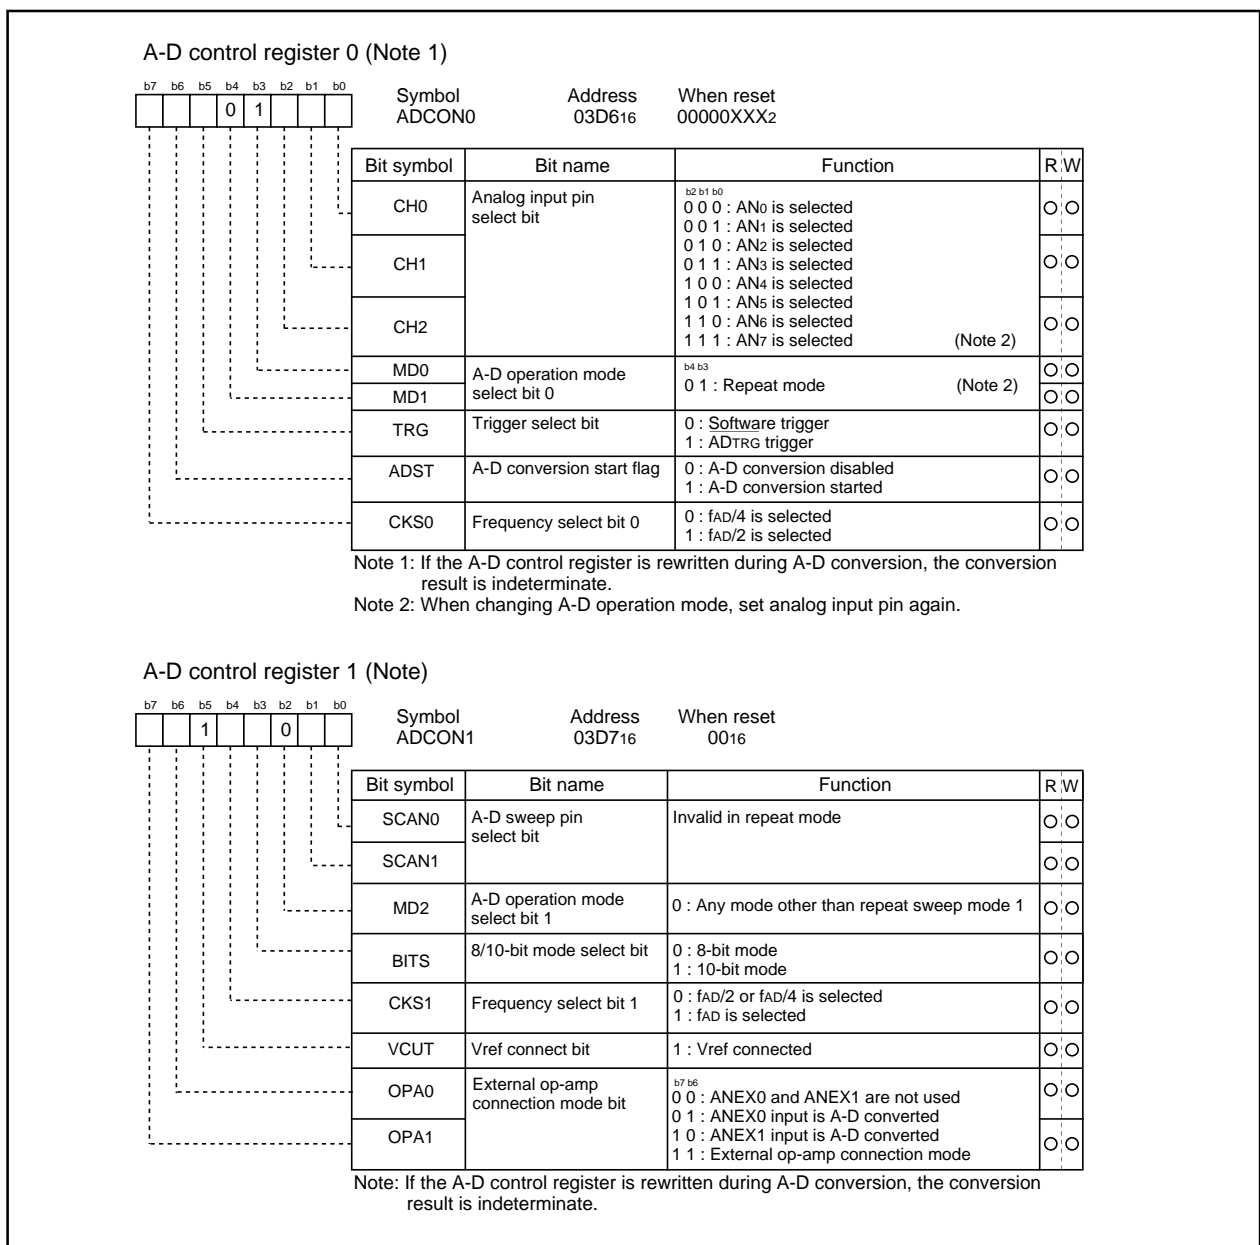 A-D control register 0 (Note 1)
b7 b6 b5 b4 b3 b2 b1 b0
0 1
Symbol Address When reset
ADCON0 03D616 00000XXX2
Bit symbol Bit name Function R W
CH0 Analog input pin select bit
b2 b1 b0
0 0 0 : AN0 is selected
0 0 1 : AN1 is selected
0 1 0 : AN2 is selected
CH1 0 1 1 : AN3 is selected
1 0 0 : AN4 is selected
1 0 1 : AN5 is selected
CH2 1 1 0 : AN6 is selected
1 1 1 : AN7 is selected (Note 2)
MD0 A-D operation mode select bit 0
b4 b3
MD1 0 1 : Repeat mode (Note 2)
TRG Trigger select bit 0 : Software trigger
1 : ADTRG trigger
ADST A-D conversion start flag 0 : A-D conversion disabled
1 : A-D conversion started
CKS0 Frequency select bit 0 0 : fAD/4 is selected
1 : fAD/2 is selected
Note 1: If the A-D control register is rewritten during A-D conversion, the conversion
result is indeterminate.
Note 2: When changing A-D operation mode, set analog input pin again.
A-D control register 1 (Note)
b7 b6 b5 b4 b3 b2 b1 b0
1 0
Symbol Address When reset
ADCON1 03D716 0016
Bit symbol Bit name Function R W
SCAN0 A-D sweep pin select bit Invalid in repeat mode
SCAN1
MD2 A-D operation mode select bit 1 0 : Any mode other than repeat sweep mode 1
BITS 8/10-bit mode select bit 0 : 8-bit mode
1 : 10-bit mode
CKS1 Frequency select bit 1 0 : fAD/2 or fAD/4 is selected
1 : fAD is selected
VCUT Vref connect bit 1 : Vref connected
OPA0 External op-amp connection mode bit
b7 b6
0 0 : ANEX0 and ANEX1 are not used
0 1 : ANEX0 input is A-D converted
OPA1 1 0 : ANEX1 input is A-D converted
1 1 : External op-amp connection mode
Note: If the A-D control register is rewritten during A-D conversion, the conversion
result is indeterminate.